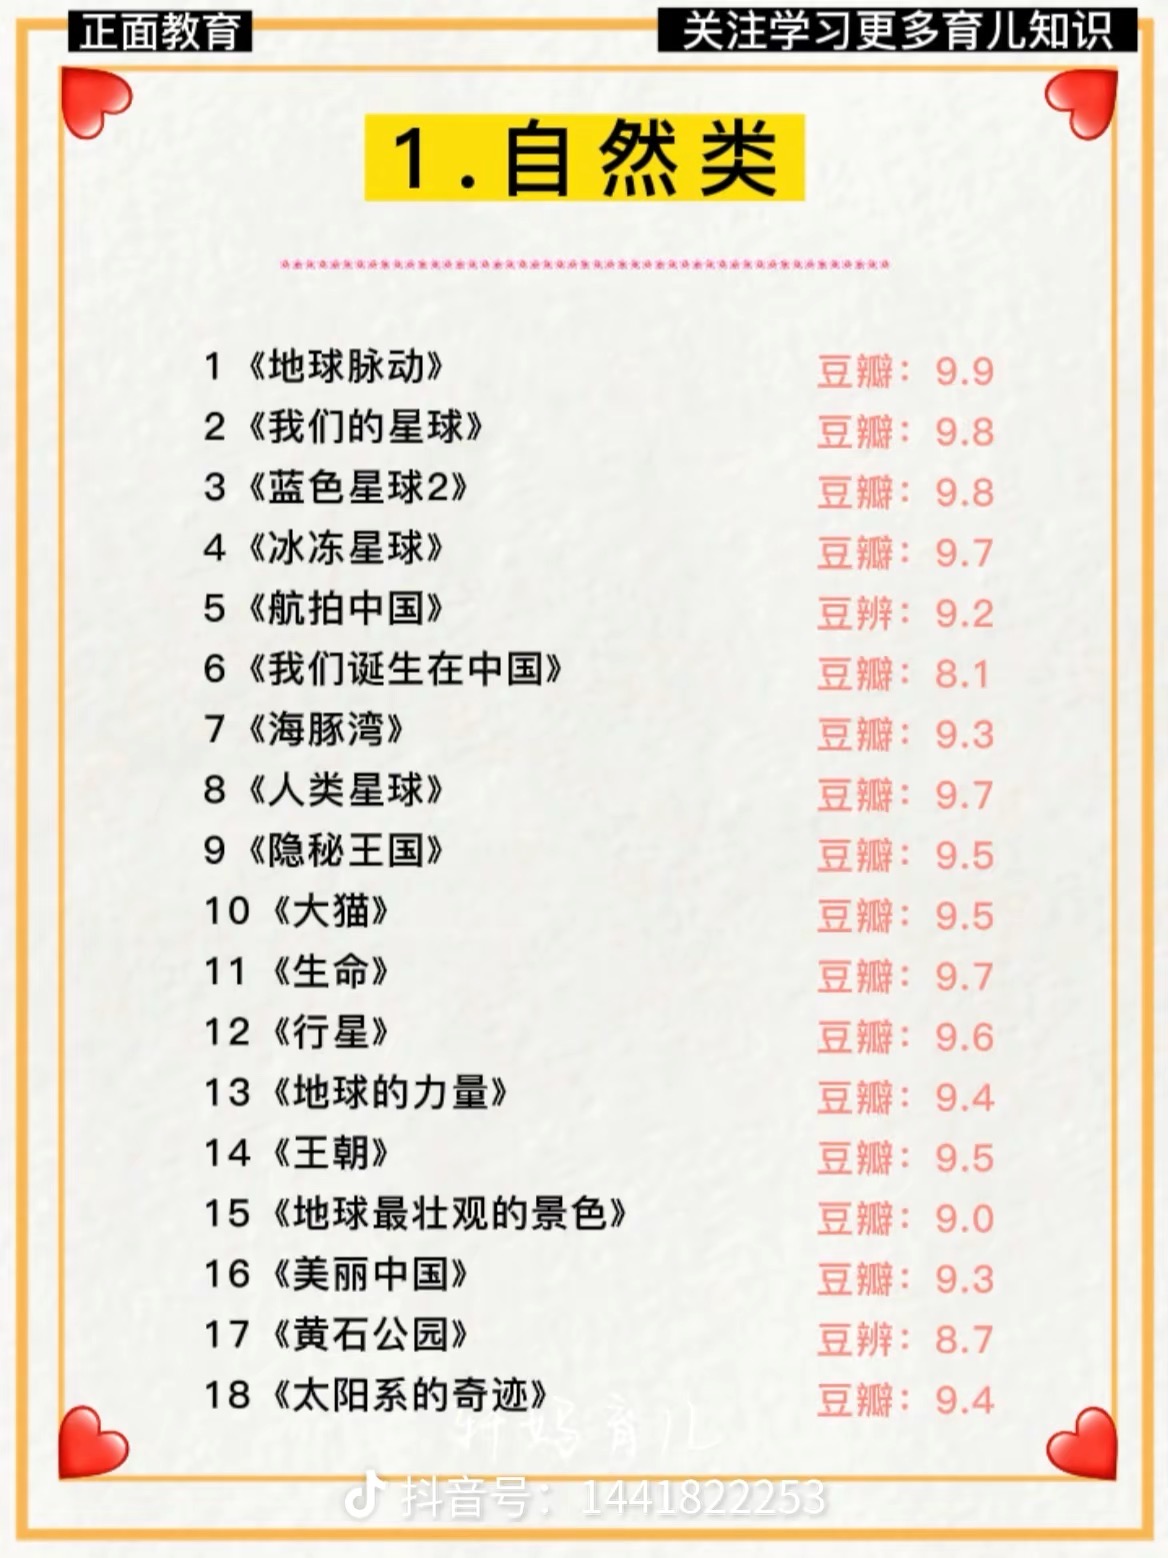 正面教育
关注学习更多育儿知识
1.自然类
1《地球脉动》 豆瓣：9.9
2《我们的星球》 豆瓣：9.8
3《蓝色星球2》 豆瓣：9.8
4《冰冻星球》 豆瓣：9.7
5《航拍中国》 豆辨：9.2
6《我们诞生在中国》 豆瓣：8.1
7《海豚湾》 豆瓣：9.3
8《人类星球》 豆瓣：9.7
9《隐秘王国》 豆瓣：9.5
10《大猫》 豆瓣：9.5
11《生命》 豆瓣：9.7
12《行星》 豆瓣：9.6
13《地球的力量》 豆瓣：9.4
14《王朝》 豆瓣：9.5
15《地球最壮观的景色》 豆瓣：9.0
16《美丽中国》 豆瓣：9.3
17《黄石公园》 豆辨：8.7
18《太阳系的奇迹》 豆瓣：9.4
轩妈育儿
抖音号：1441822253